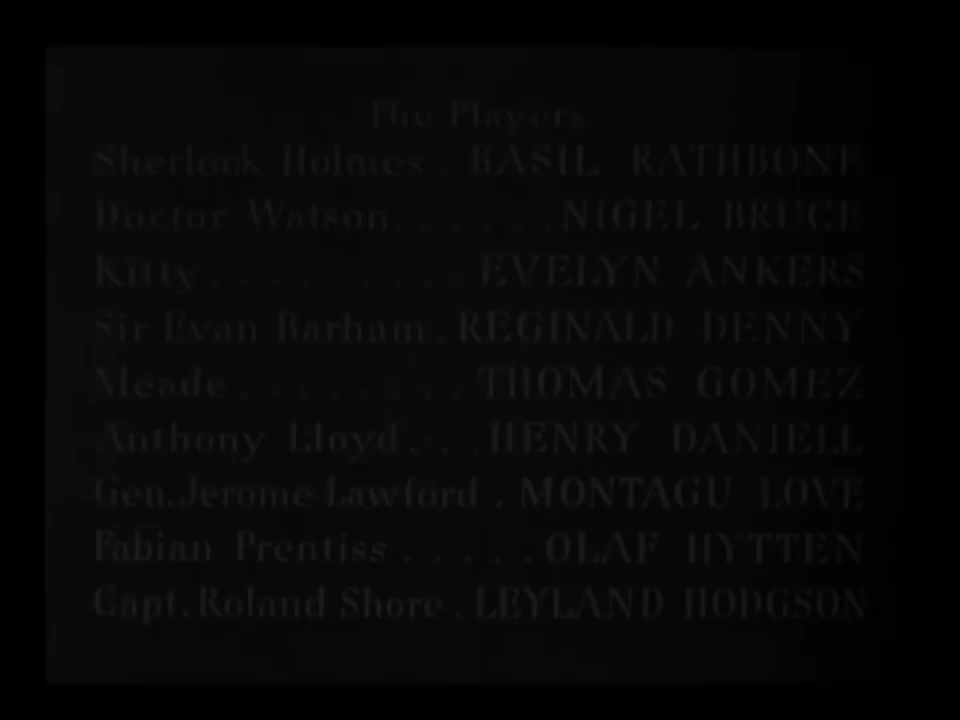 The Players
Sherlock Holmes . BASIL RATHBONE
Doctor Watson. . . . . . .NIGEL BRUCE
Kitty . . . . . . . . . . EVELYN ANKERS
Sir Evan Barham . REGINALD DENNY
Meade . . . . . . . . THOMAS GOMEZ
Anthony Lloyd . . . HENRY DANIELL
Gen. Jerome Lawford . MONTAGU LOVE
Fabian Prentiss . . . . . OLAF HYTTEN
Capt. Roland Shore . LEYLAND HODGSON